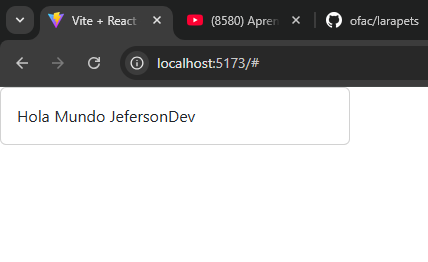 Vite + React
(8580) Apren
ofac/larapets
localhost:5173/#
Hola Mundo JefersonDev